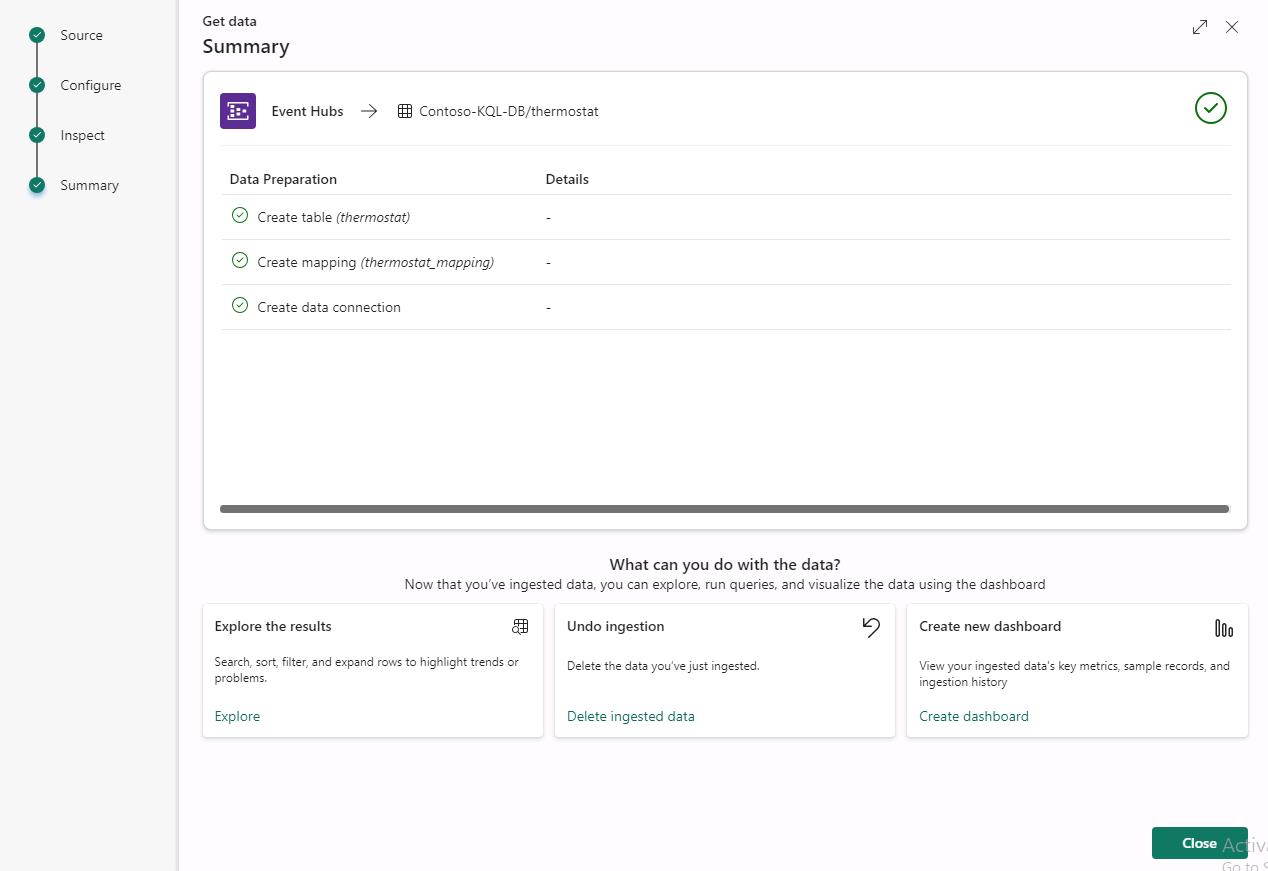 Source
Configure
Inspect
Summary
Get data
Summary
Event Hubs
Contoso-KQL-DB/thermostat
Data Preparation Details
Create table (thermostat) -
Create mapping (thermostat_mapping) -
Create data connection -
What can you do with the data?
Now that you've ingested data, you can explore, run queries, and visualize the data using the dashboard
Explore the results
Search, sort, filter, and expand rows to highlight trends or
problems.
Explore
Undo ingestion
Delete the data you've just ingested.
Delete ingested data
Create new dashboard
View your ingested data's key metrics, sample records, and
ingestion history
Create dashboard
Close
Go to